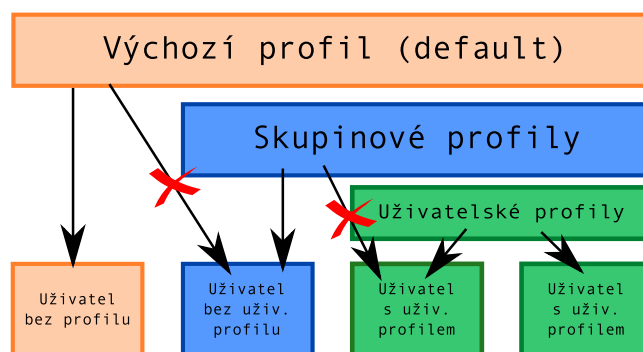 Výchozí profil (default)
Skupinové profily
Uživatelské profily
Uživatel
bez profilu
Uživatel
bez uživ.
profilu
Uživatel
s uživ.
profilem
Uživatel
s uživ.
profilem